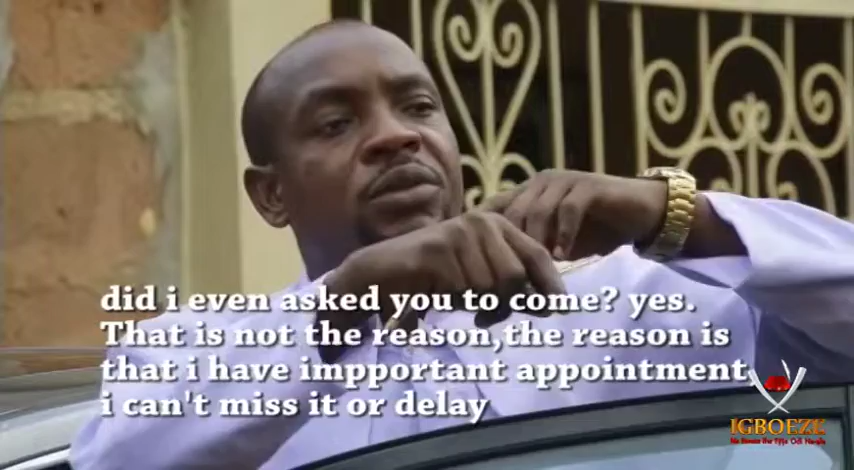 did i even asked you to come? yes.
That is not the reason,the reason is
that i have impportant appointment,
i can't miss it or delay
IGBOEZE